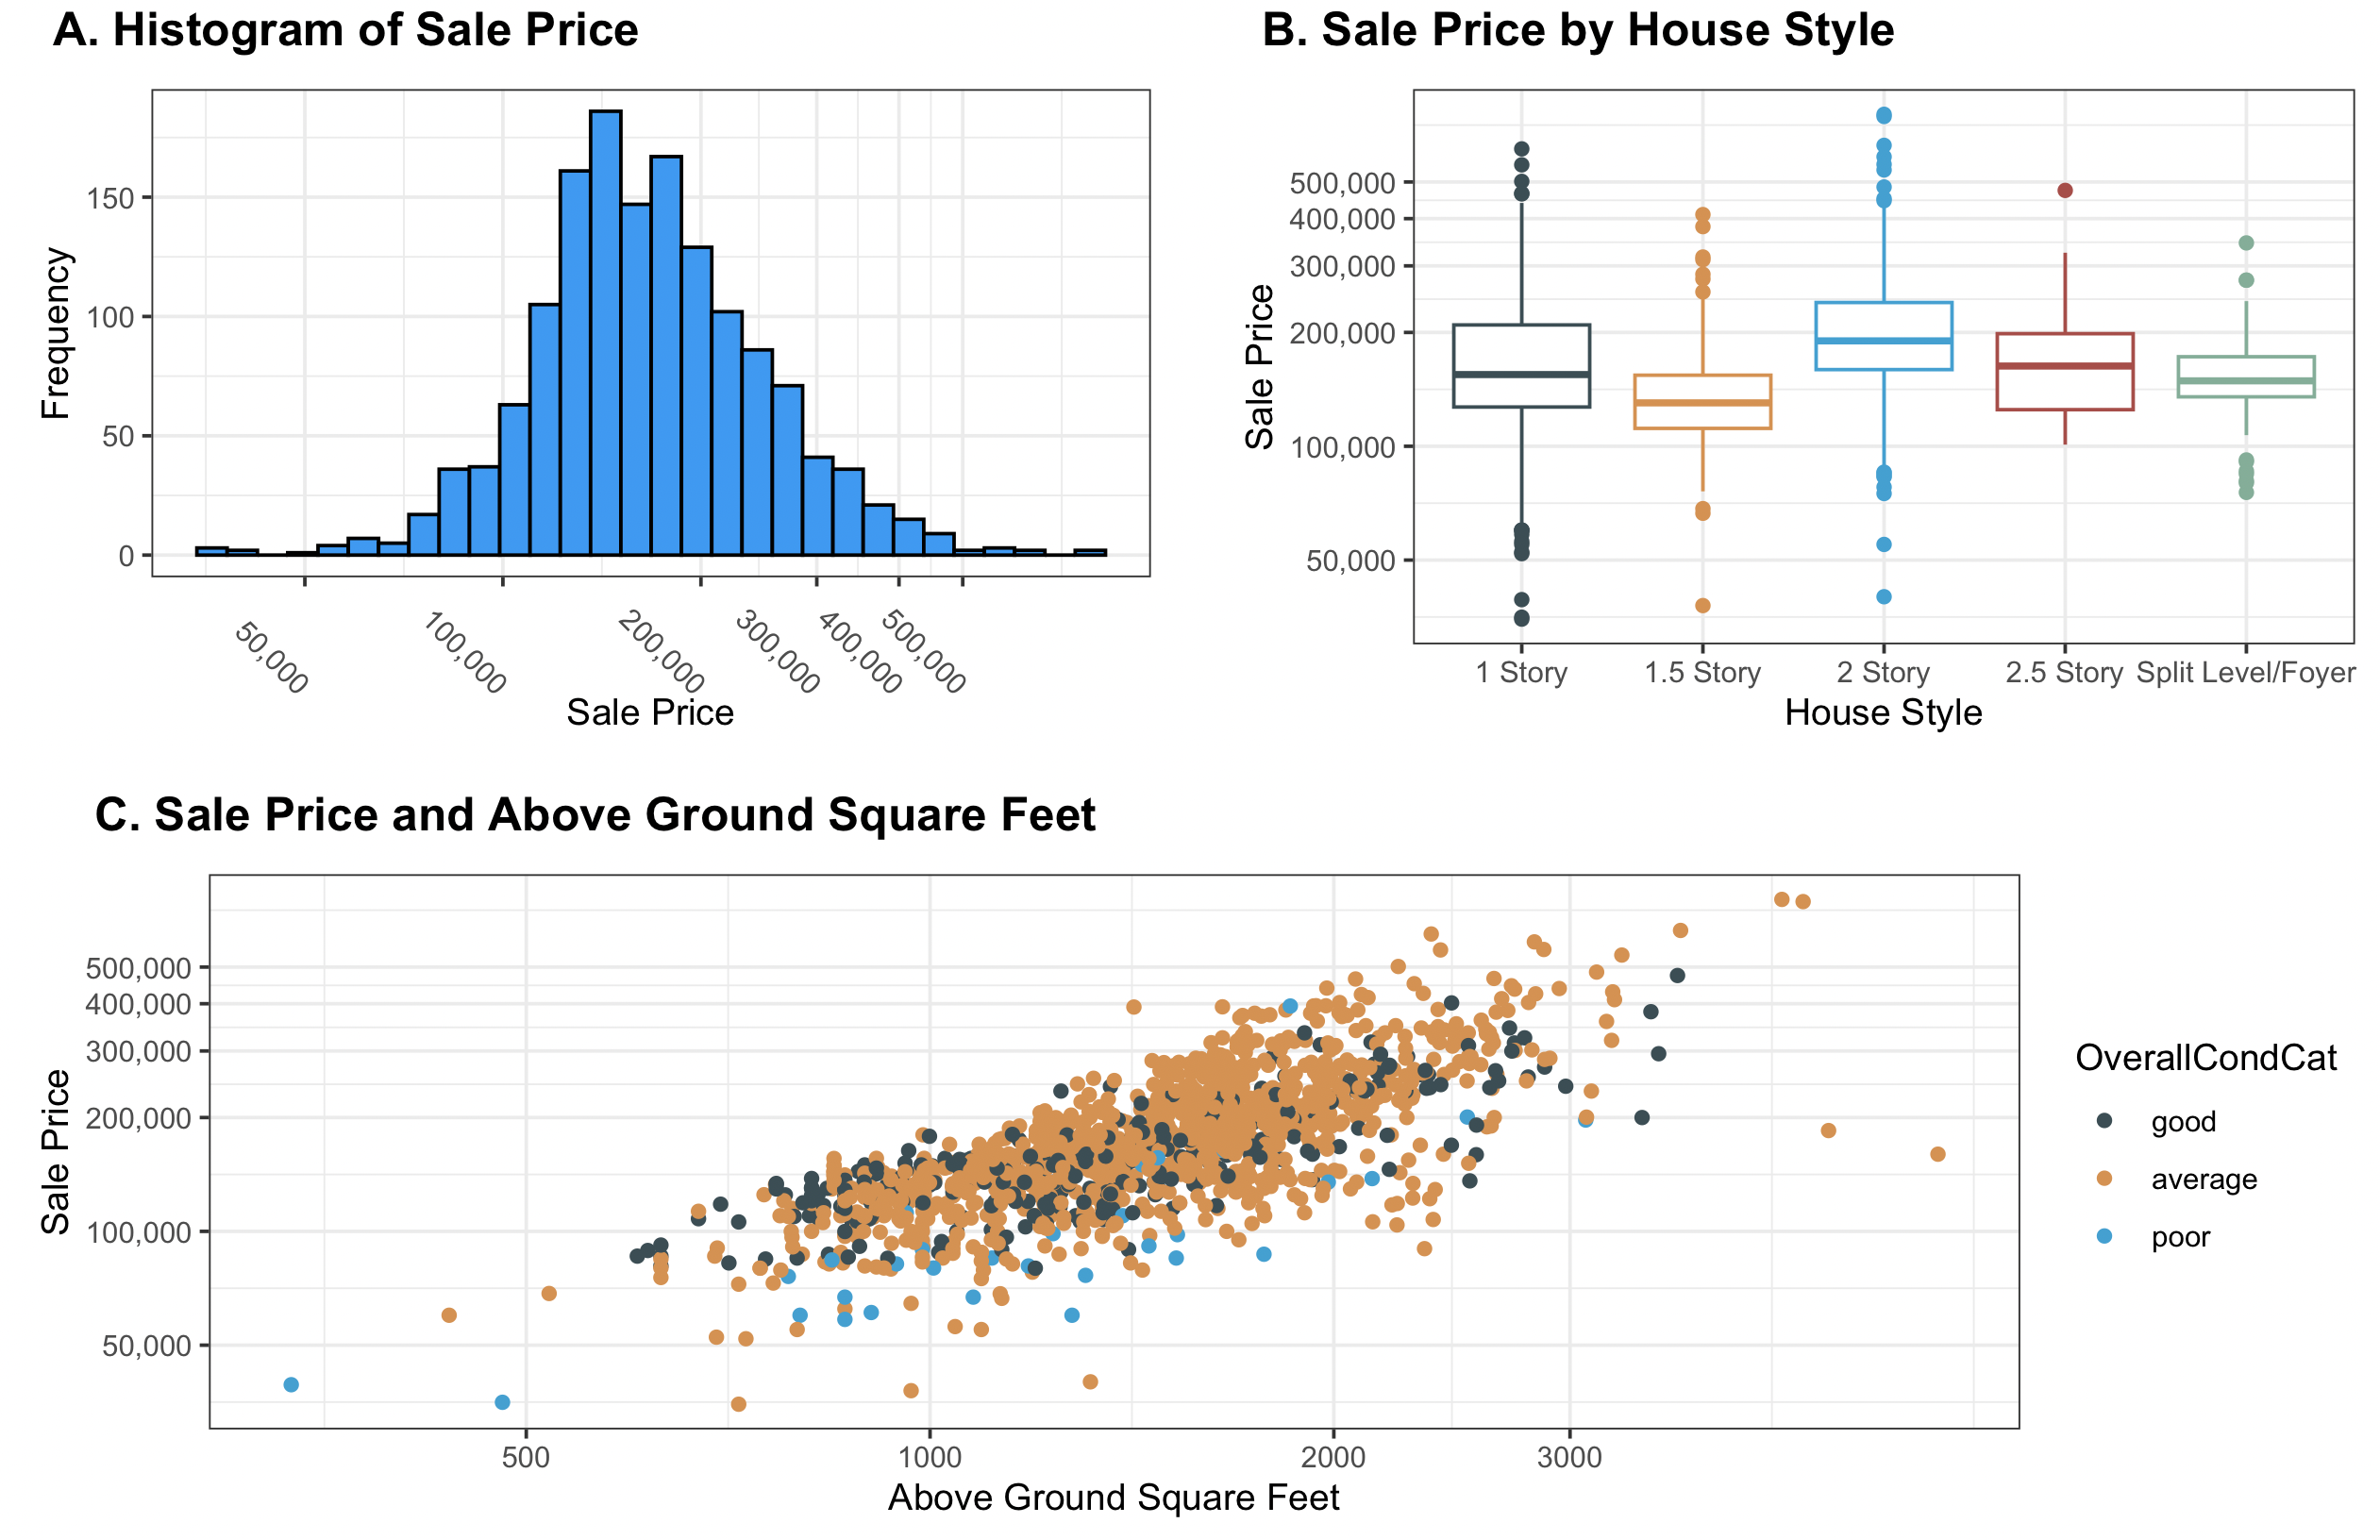 A. Histogram of Sale Price
Frequency
150
100
50
0
50,000
100,000
200,000
300,000
400,000
500,000
Sale Price
B. Sale Price by House Style
Sale Price
500,000
400,000
300,000
200,000
100,000
50,000
1 Story
1.5 Story
2 Story
2.5 Story
Split Level/Foyer
House Style
C. Sale Price and Above Ground Square Feet
Sale Price
500,000
400,000
300,000
200,000
100,000
50,000
500
1000
2000
3000
Above Ground Square Feet
OverallCondCat
good
average
poor